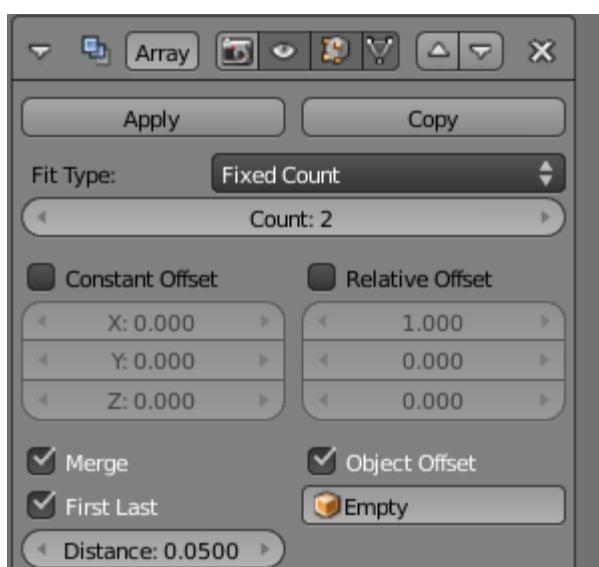 Array
Apply Copy
Fit Type: Fixed Count
Count: 2
Constant Offset Relative Offset
X: 0.000 1.000
Y: 0.000 0.000
Z: 0.000 0.000
Merge Object Offset
First Last Empty
Distance: 0.0500